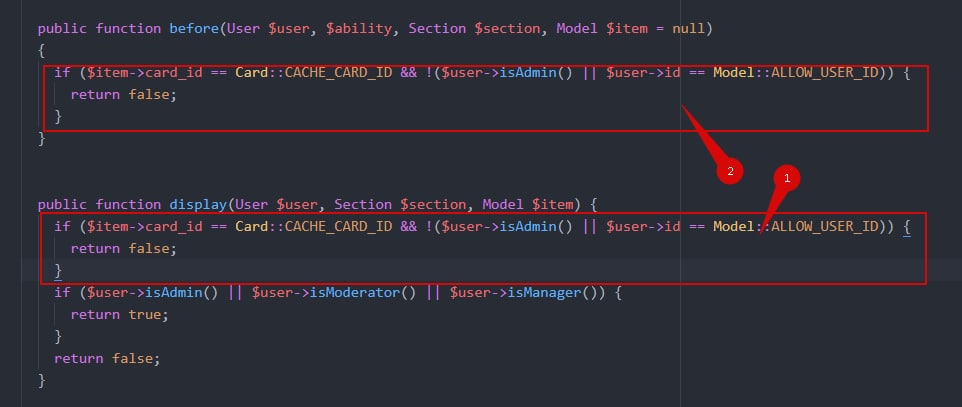 public function before(User $user, $ability, Section $section, Model $item = null)
{
if ($item->card_id == Card::CACHE_CARD_ID && !($user->isAdmin() || $user->id == Model::ALLOW_USER_ID)) {
return false;
}
}
2
1
public function display(User $user, Section $section, Model $item) {
if ($item->card_id == Card::CACHE_CARD_ID && !($user->isAdmin() || $user->id == Model::ALLOW_USER_ID)) {
return false;
}
if ($user->isAdmin() || $user->isModerator() || $user->isManager()) {
return true;
}
return false;
}